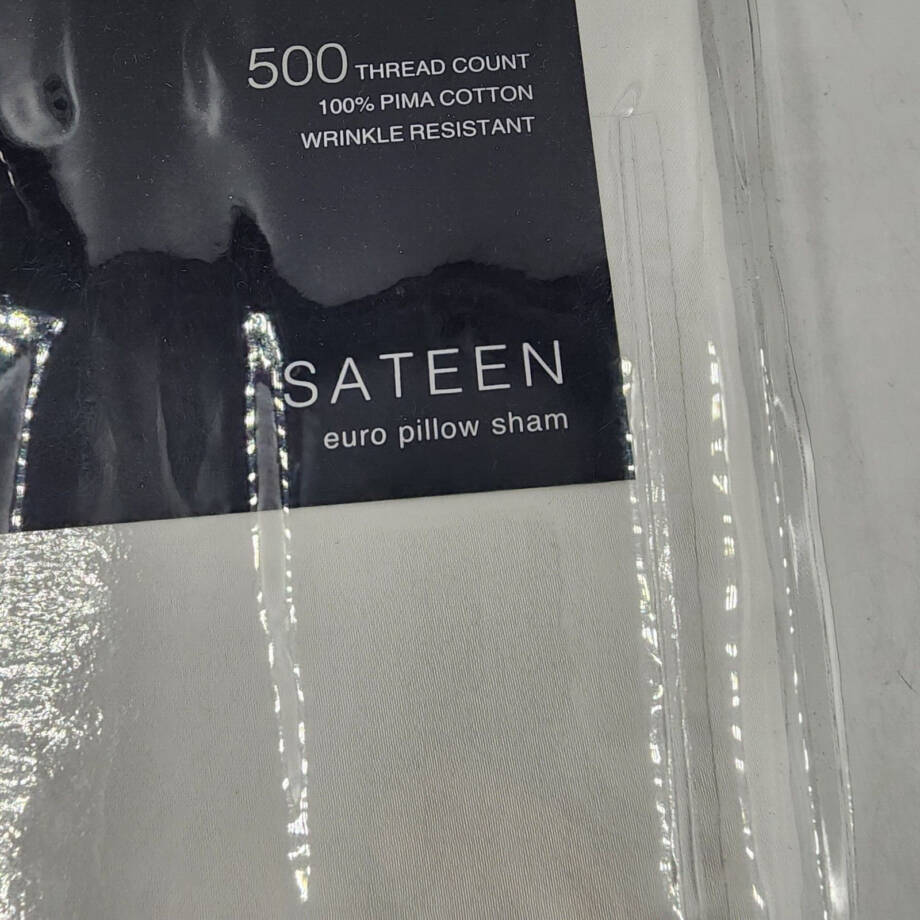 500 THREAD COUNT
100% PIMA COTTON
WRINKLE RESISTANT
SATEEN
euro pillow sham